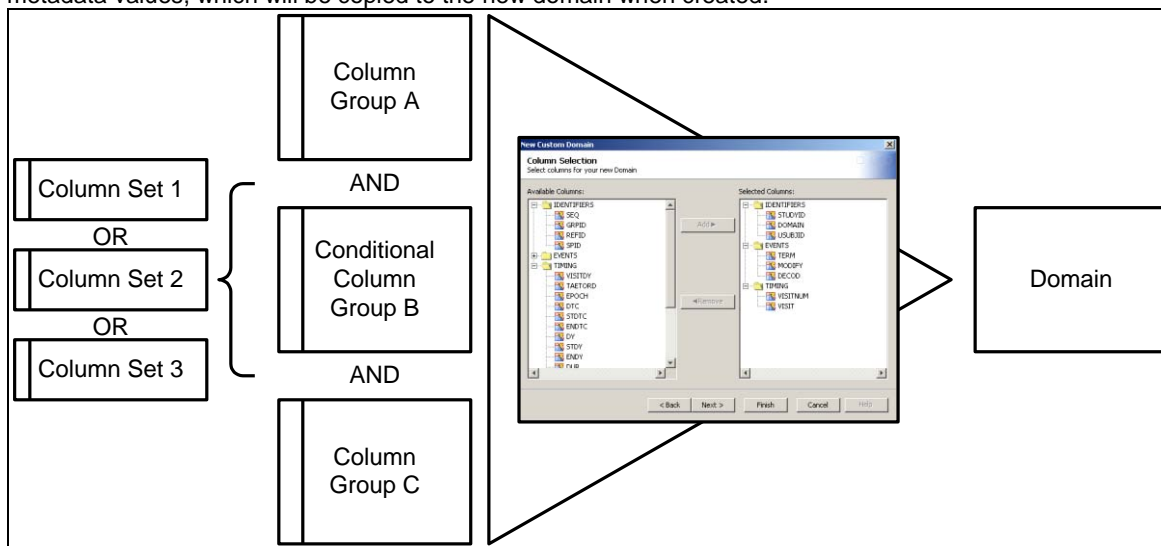 metadata values, which will be copied to the new domain when created.
Column Set 1
OR
Column Set 2
OR
Column Set 3
Column
Group A
AND
Conditional
Column
Group B
AND
Column
Group C
New Custom Domain
Column Selection
Select columns for your new Domain
Available Columns:
IDENTIFIERS
SEQ
GRPID
REFID
SPID
EVENTS
TIMING
VISITDY
TAETORD
EPOCH
DTC
STDTC
ENDTC
DY
STDY
ENDY
DUR
Add
Remove
Selected Columns:
IDENTIFIERS
STUDYID
DOMAIN
USUBJID
EVENTS
TERM
MODIFY
DECOD
TIMING
VISITNUM
VISIT
< Back
Next >
Finish
Cancel
Help
Domain